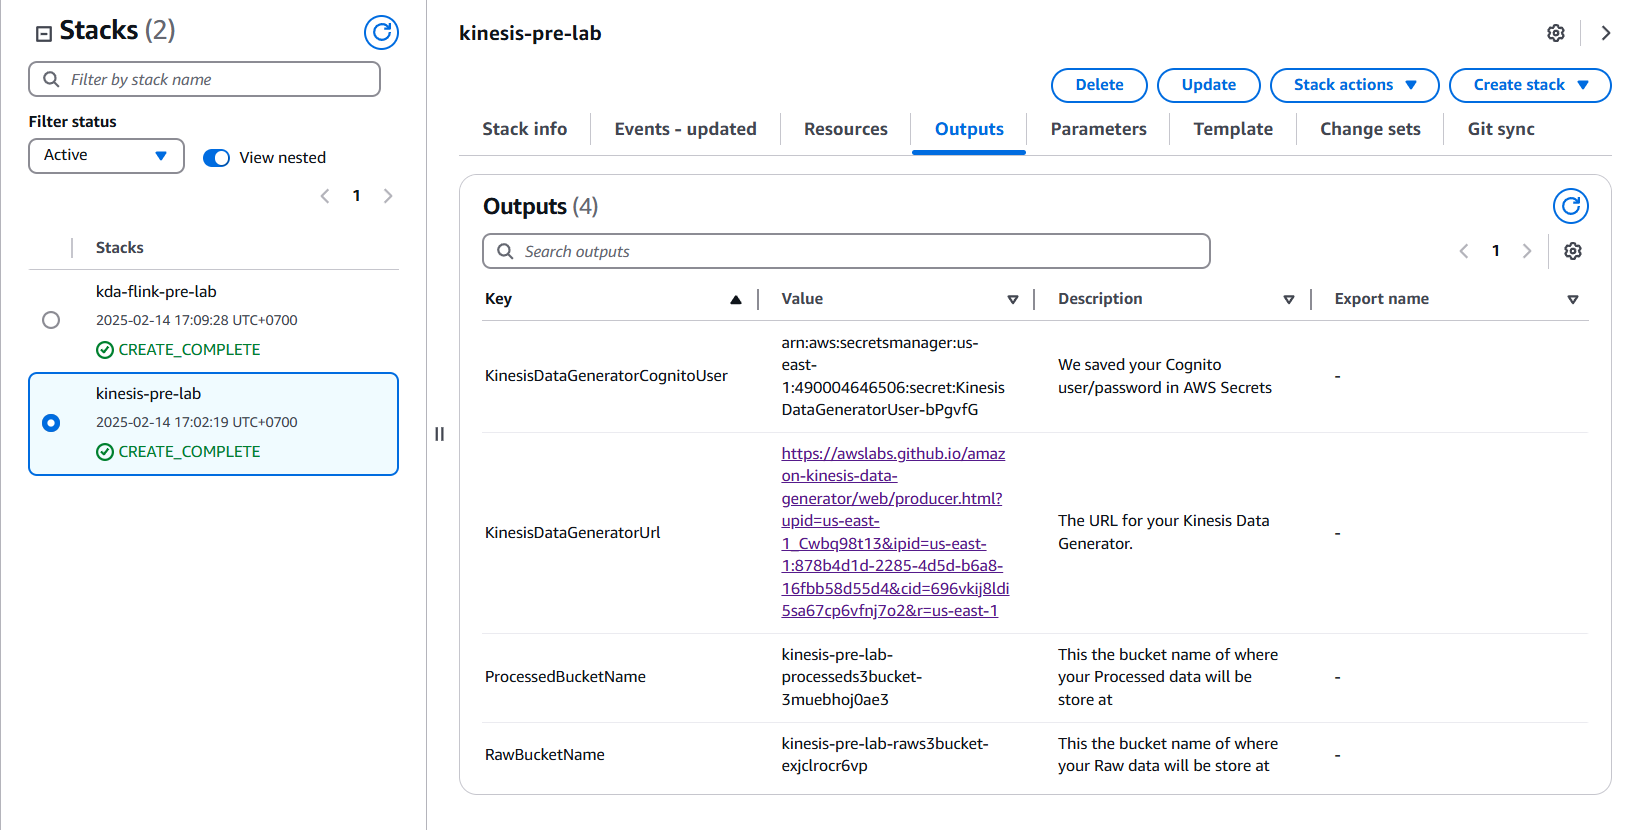 Stacks (2)
Filter by stack name
Filter status
Active
View nested
1
Stacks
kda-flink-pre-lab
2025-02-14 17:09:28 UTC+0700
CREATE_COMPLETE
kinesis-pre-lab
2025-02-14 17:02:19 UTC+0700
CREATE_COMPLETE
kinesis-pre-lab
Delete
Update
Stack actions
Create stack
Stack info
Events - updated
Resources
Outputs
Parameters
Template
Change sets
Git sync
Outputs (4)
Search outputs
1
Key
Value
Description
Export name
KinesisDataGeneratorCognitoUser
arn:aws:secretsmanager:us-
east-
1:490004646506:secret:Kinesis
DataGeneratorUser-bPgvfG
We saved your Cognito
user/password in AWS Secrets
-
KinesisDataGeneratorUrl
https://awslabs.github.io/amaz
on-kinesis-data-
generator/web/producer.html?
upid=us-east-
1_Cwbq98t13&ipid=us-east-
1:878b4d1d-2285-4d5d-b6a8-
16fbb58d55d4&cid=696vkij8ldi
5sa67cp6vfnj7o2&r=us-east-1
The URL for your Kinesis Data
Generator.
-
ProcessedBucketName
kinesis-pre-lab-
processeds3bucket-
3muebhoj0ae3
This the bucket name of where
your Processed data will be
store at
-
RawBucketName
kinesis-pre-lab-raws3bucket-
exjclrocr6vp
This the bucket name of where
your Raw data will be store at
-